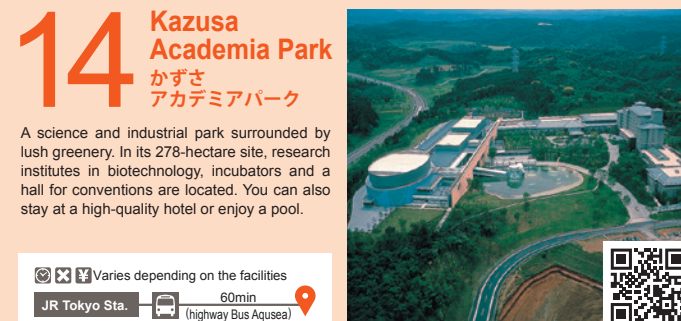 14
Kazusa
Academia Park
かずさ
アカデミアパーク
A science and industrial park surrounded by
lush greenery. In its 278-hectare site, research
institutes in biotechnology, incubators and a
hall for conventions are located. You can also
stay at a high-quality hotel or enjoy a pool.
¥ Varies depending on the facilities
JR Tokyo Sta.
60min
(highway Bus Aqusea)